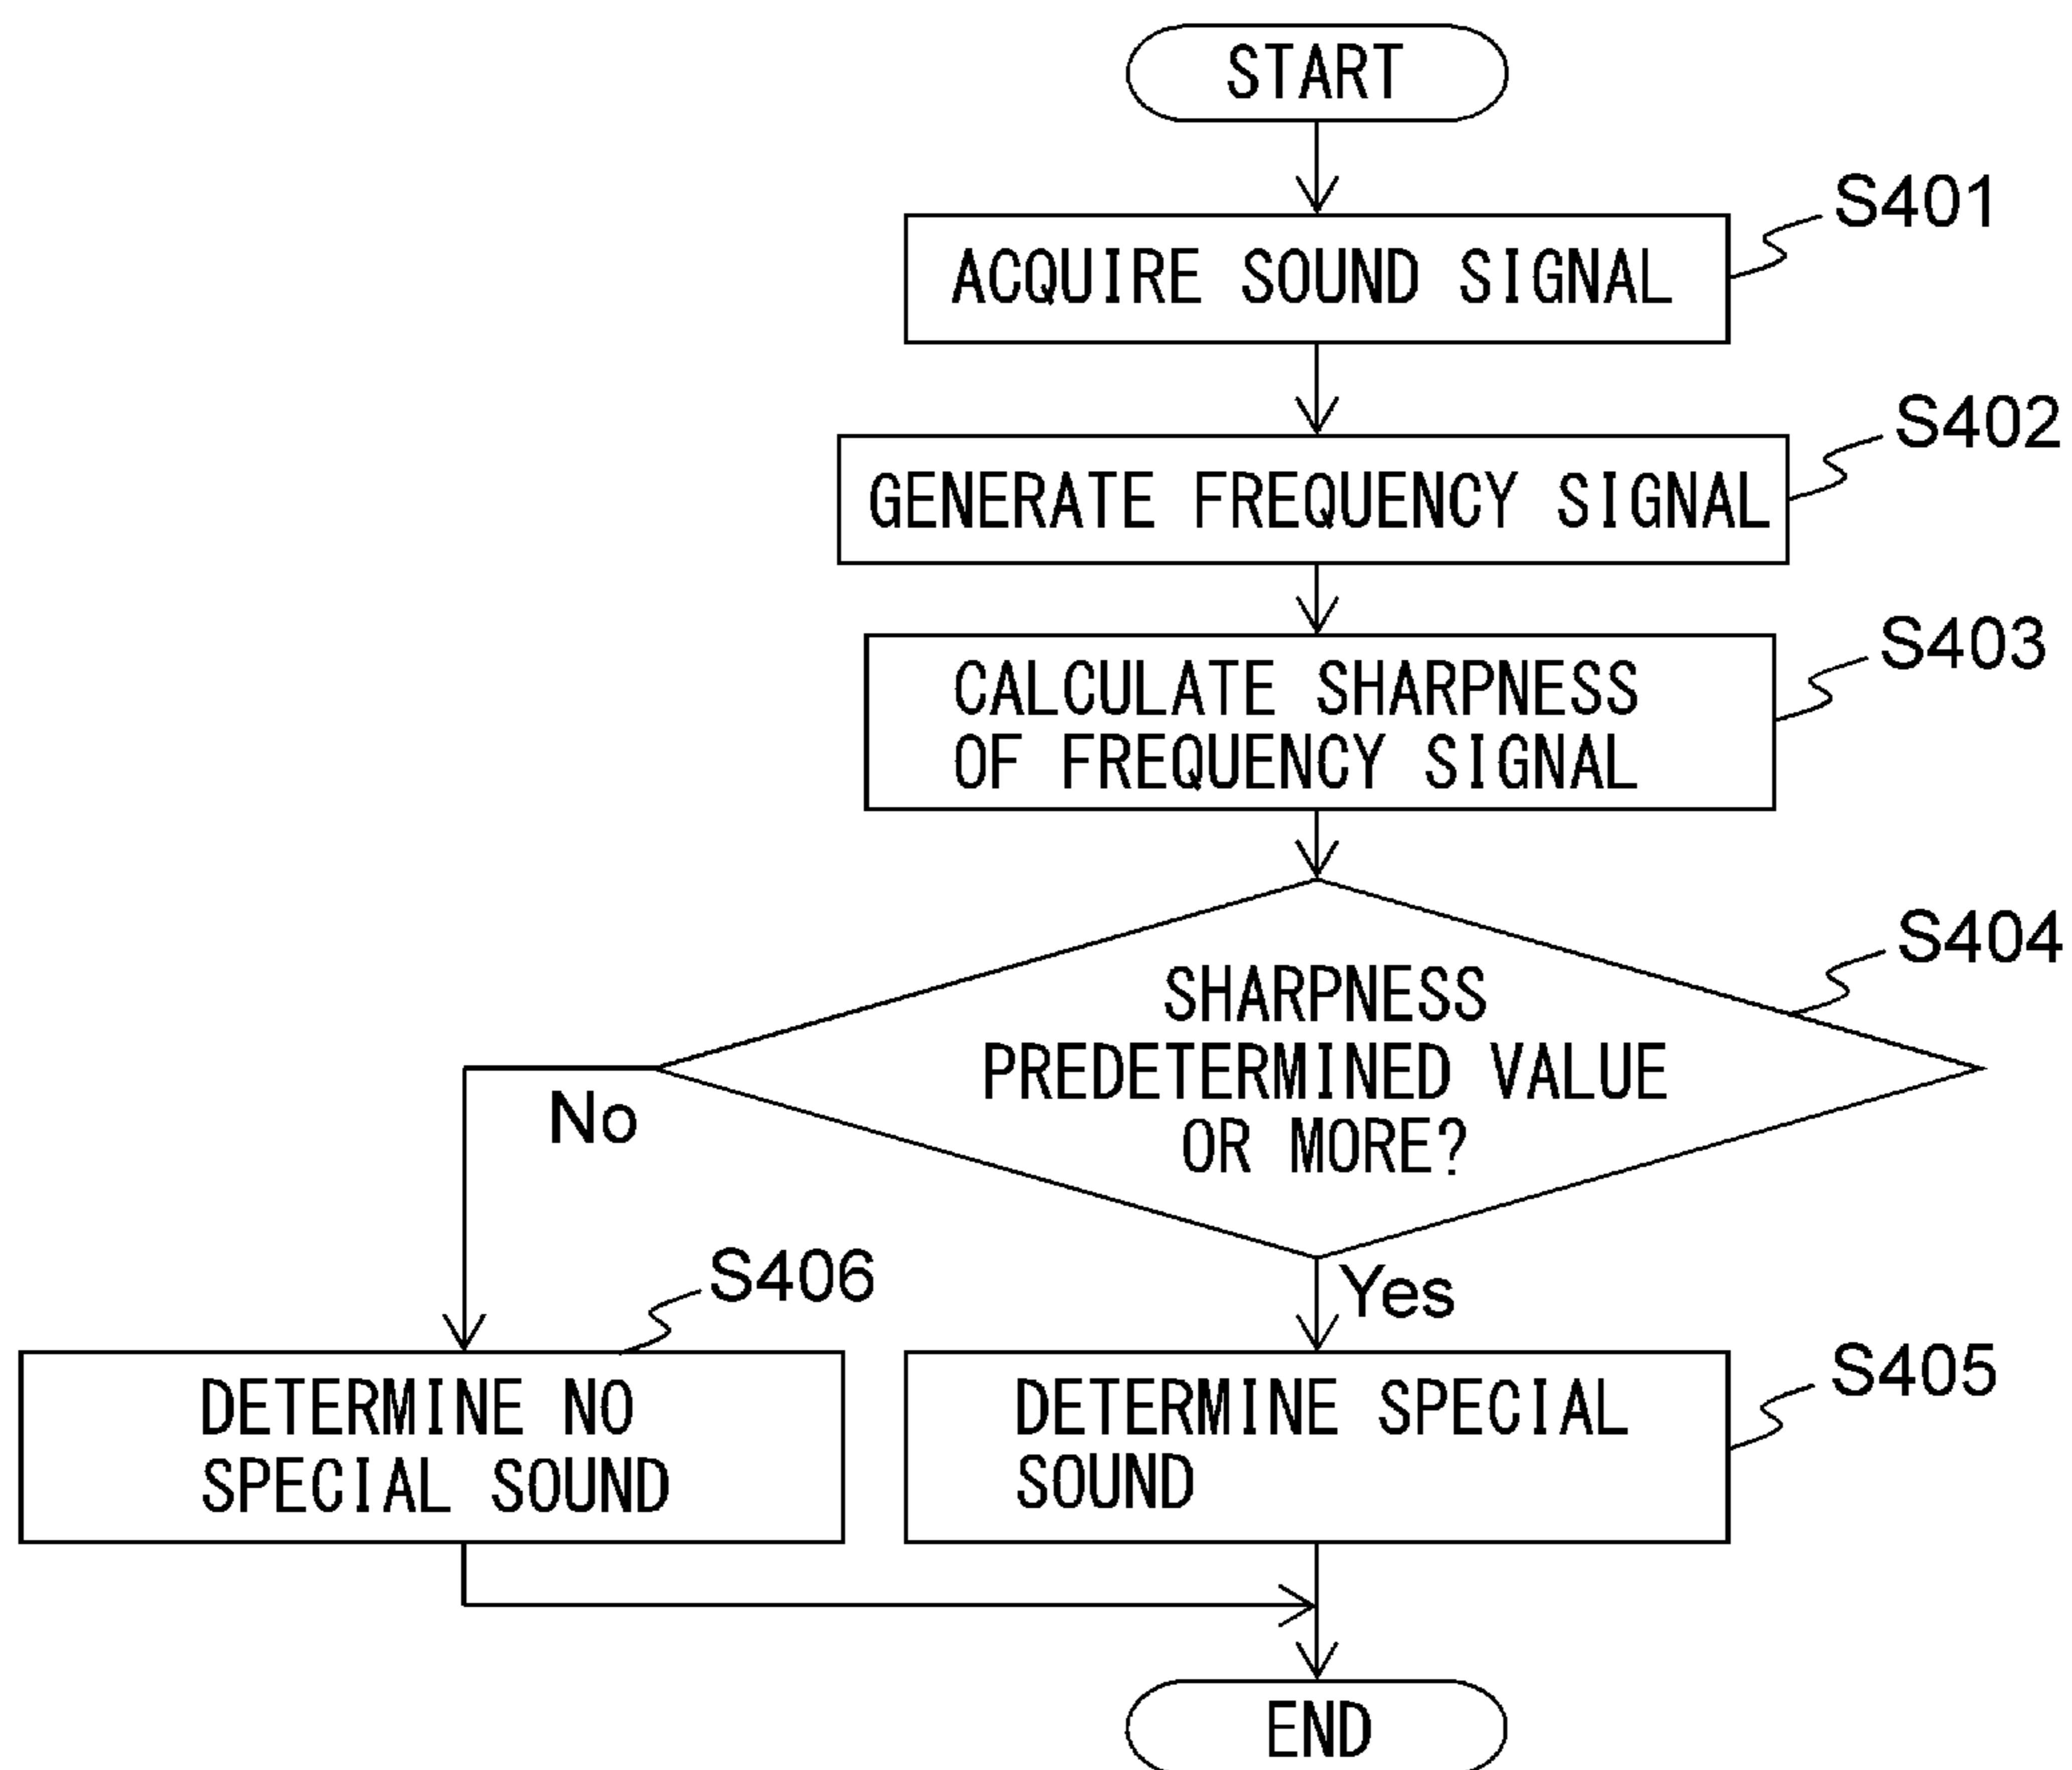 START
S401
ACQUIRE SOUND SIGNAL
S402
GENERATE FREQUENCY SIGNAL
S403
CALCULATE SHARPNESS
OF FREQUENCY SIGNAL
S404
SHARPNESS
PREDETERMINED VALUE
OR MORE?
No
Yes
S406
DETERMINE NO
SPECIAL SOUND
S405
DETERMINE SPECIAL
SOUND
END